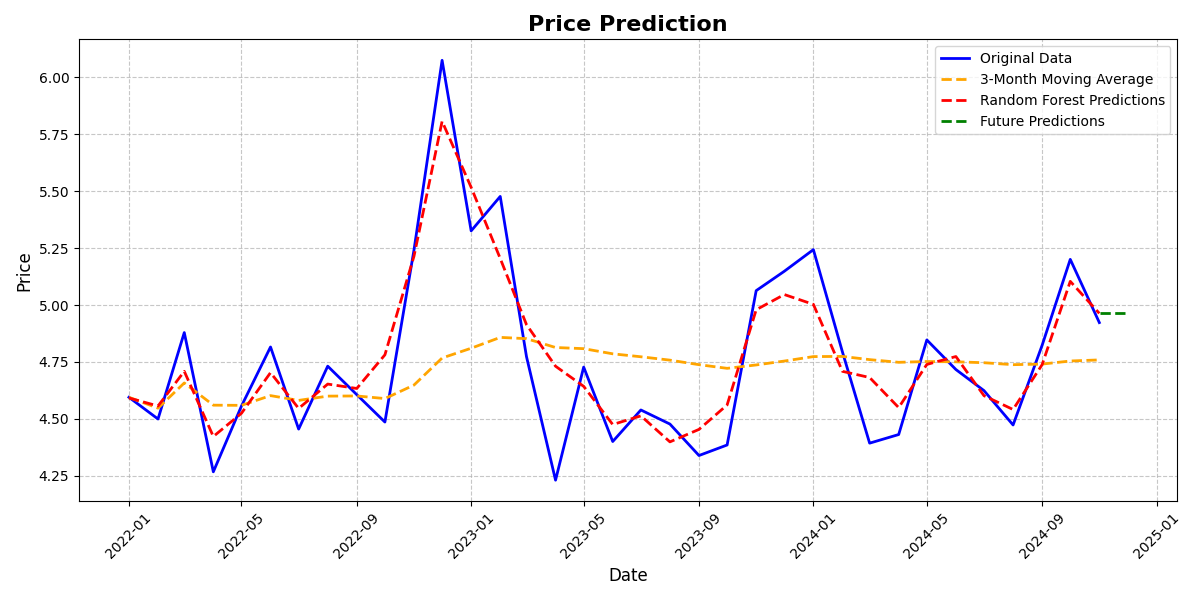 Price Prediction
Original Data
3-Month Moving Average
Random Forest Predictions
Future Predictions
Price
6.00
5.75
5.50
5.25
5.00
4.75
4.50
4.25
2022-01
2022-05
2022-09
2023-01
2023-05
2023-09
2024-01
2024-05
2024-09
2025-01
Date